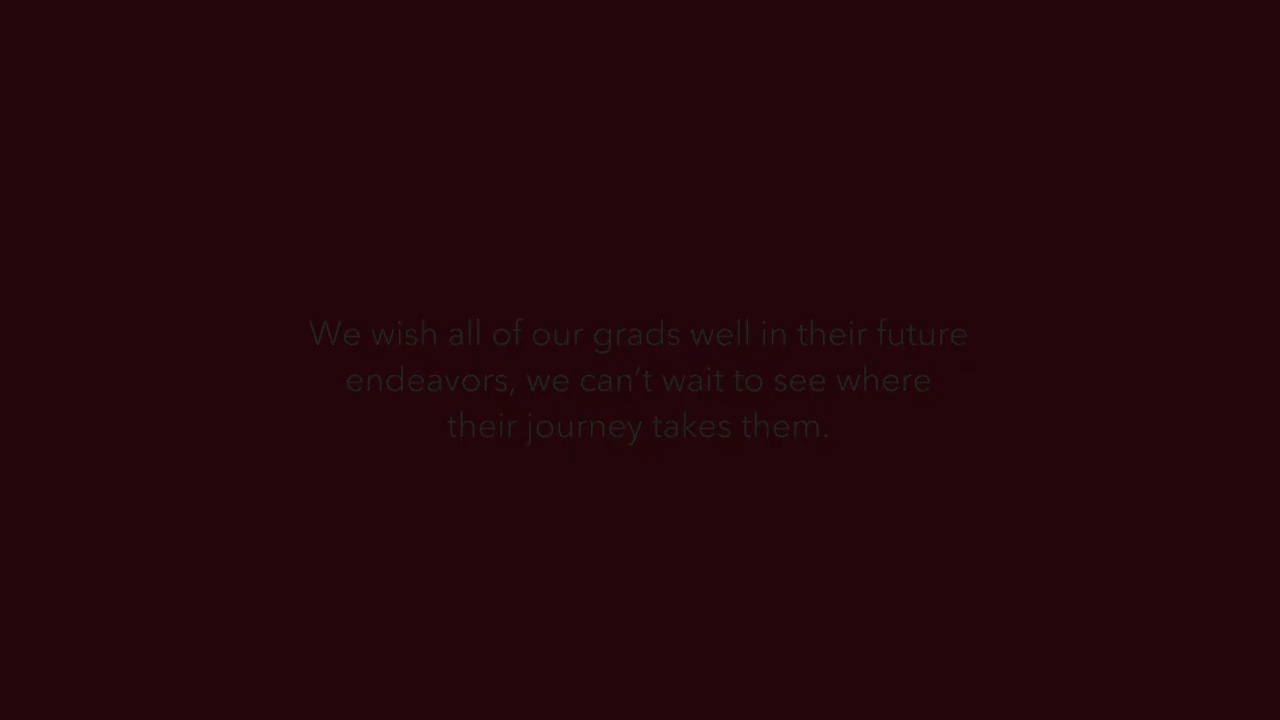 We wish all of our grads well in their future
endeavors, we can’t wait to see where
their journey takes them.